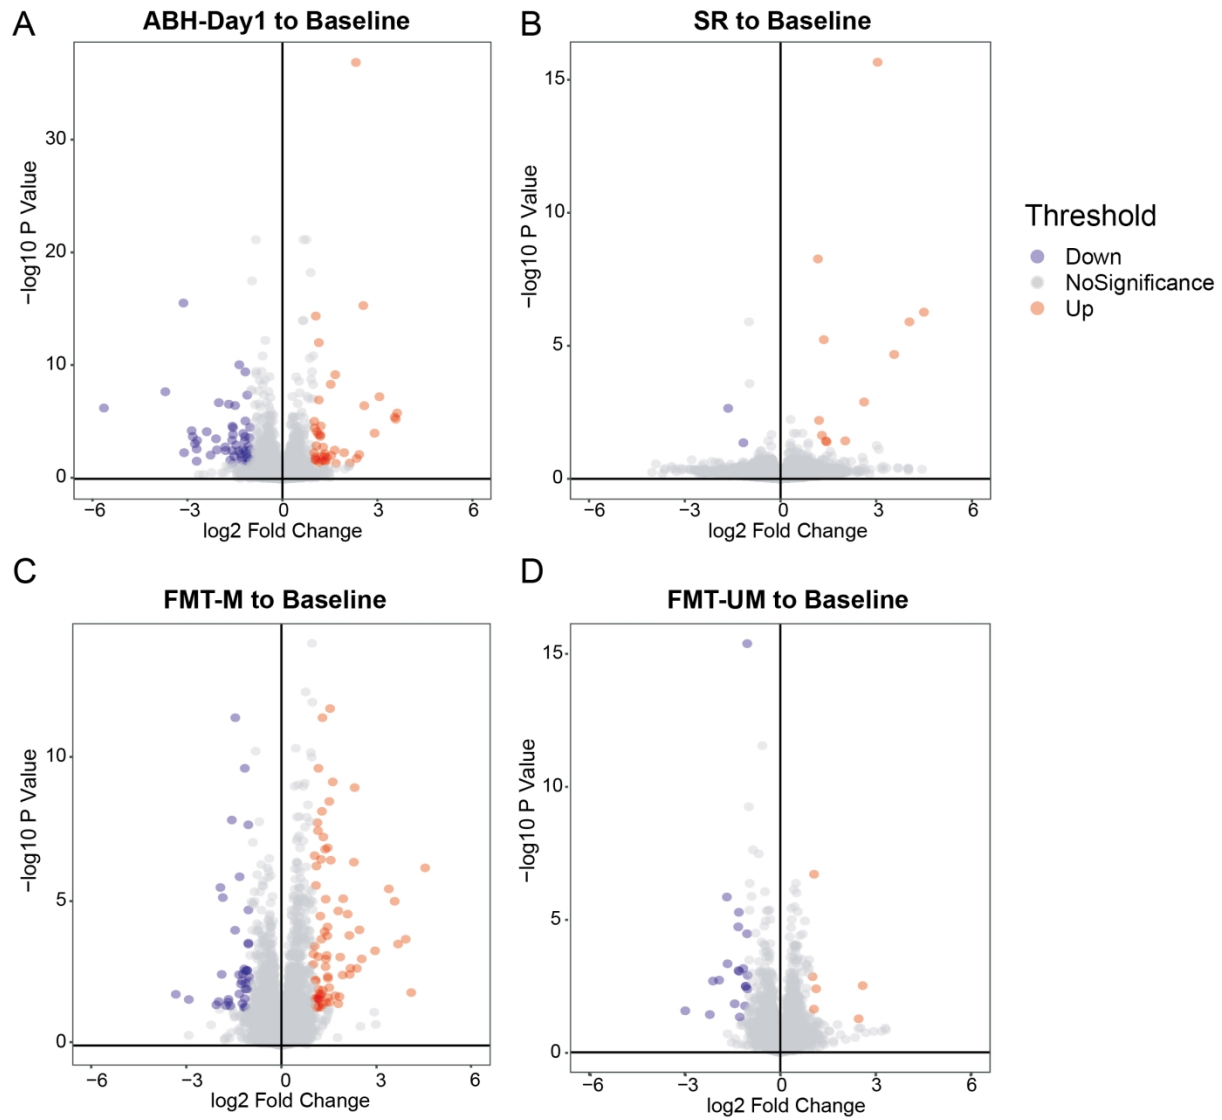 A
ABH-Day1 to Baseline
−log10 P Value
30
20
10
0
−6
−3
0
3
6
log2 Fold Change
B
SR to Baseline
−log10 P Value
15
10
5
0
−6
−3
0
3
6
log2 Fold Change
Threshold
Down
NoSignificance
Up
C
FMT-M to Baseline
−log10 P Value
10
5
0
−6
−3
0
3
6
log2 Fold Change
D
FMT-UM to Baseline
−log10 P Value
15
10
5
0
−6
−3
0
3
6
log2 Fold Change